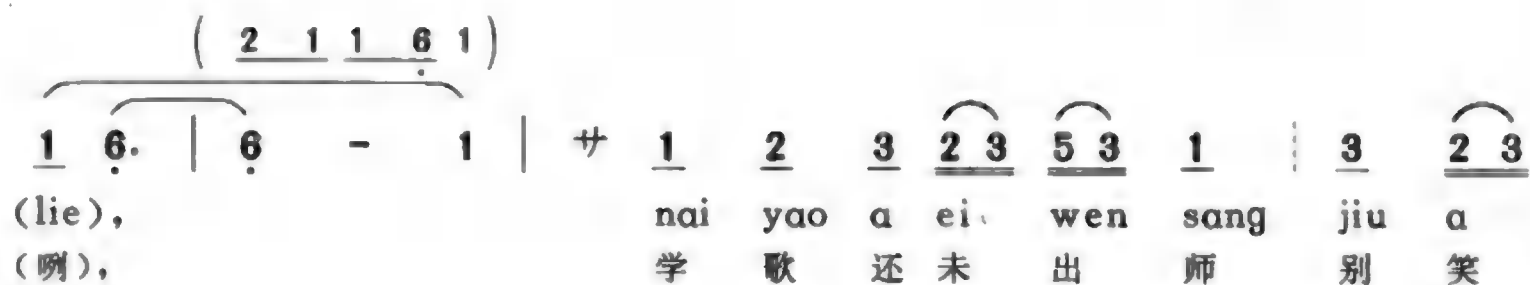 ( 2 1 1 6 1 )
1 6. | 6 - 1 | サ 1 2 3 2 3 5 3 1 ┊ 3 2 3
(lie), nai yao a ei wen sang jiu a
(咧), 学 歌 还 未 出 师 别 笑